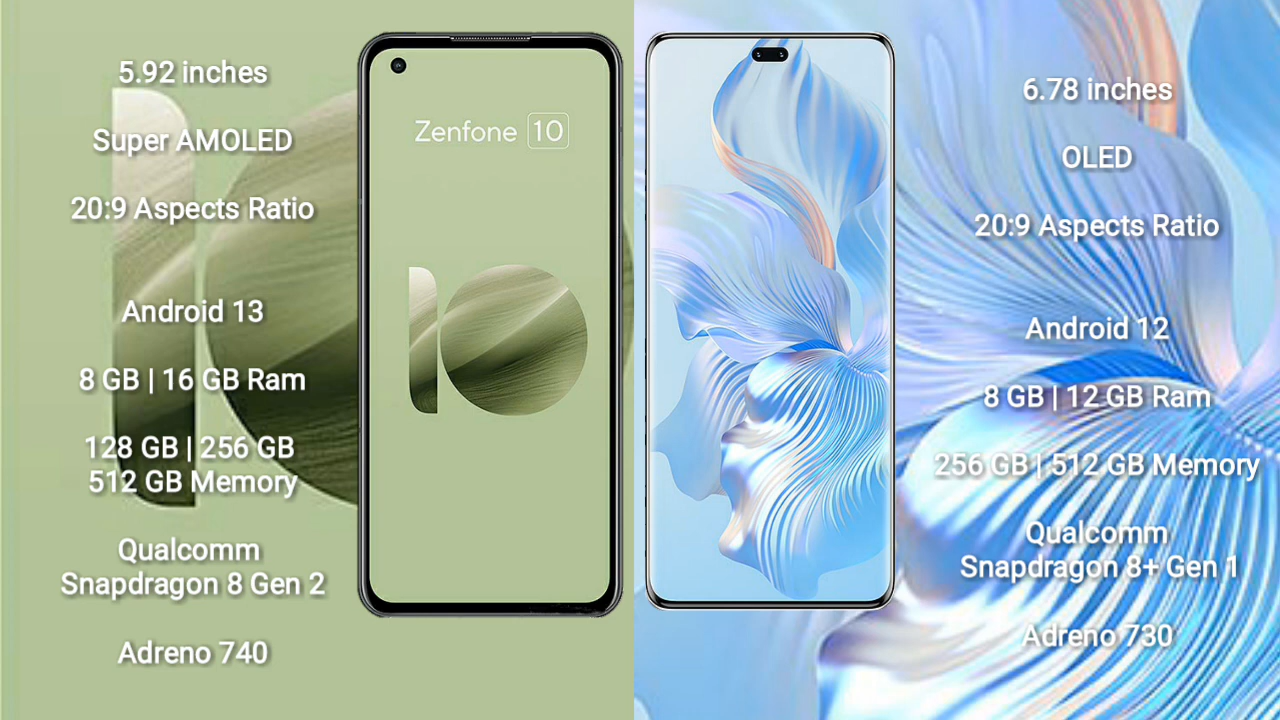 5.92 inches
Super AMOLED
20:9 Aspects Ratio
Android 13
8 GB | 16 GB Ram
128 GB | 256 GB
512 GB Memory
Qualcomm
Snapdragon 8 Gen 2
Adreno 740
Zenfone 10
10
6.78 inches
OLED
20:9 Aspects Ratio
Android 12
8 GB | 12 GB Ram
256 GB | 512 GB Memory
Qualcomm
Snapdragon 8+ Gen 1
Adreno 730